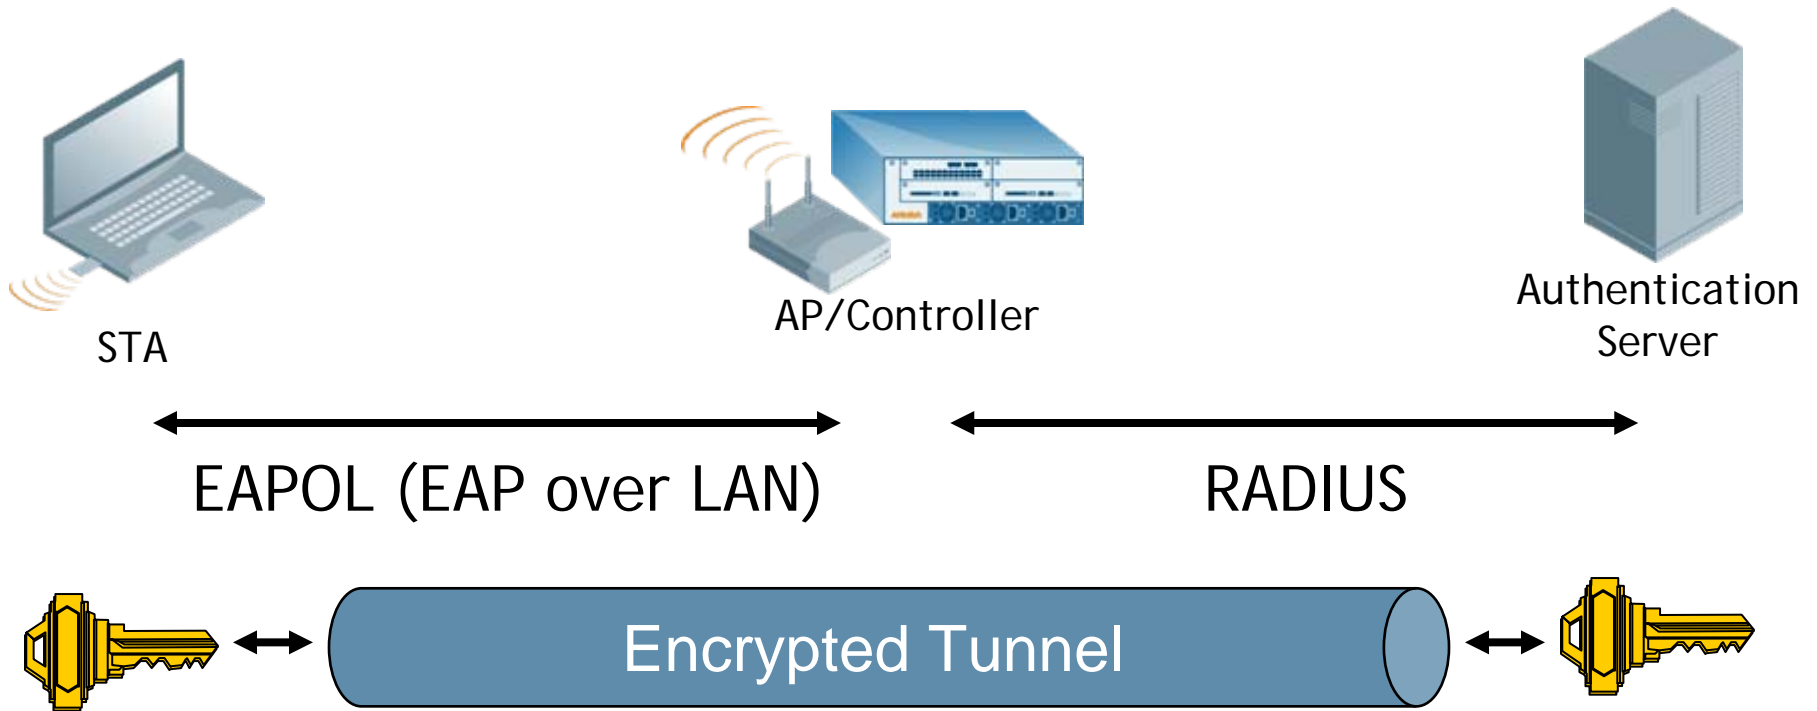 STA
AP/Controller
Authentication
Server
EAPOL (EAP over LAN)
RADIUS
Encrypted Tunnel